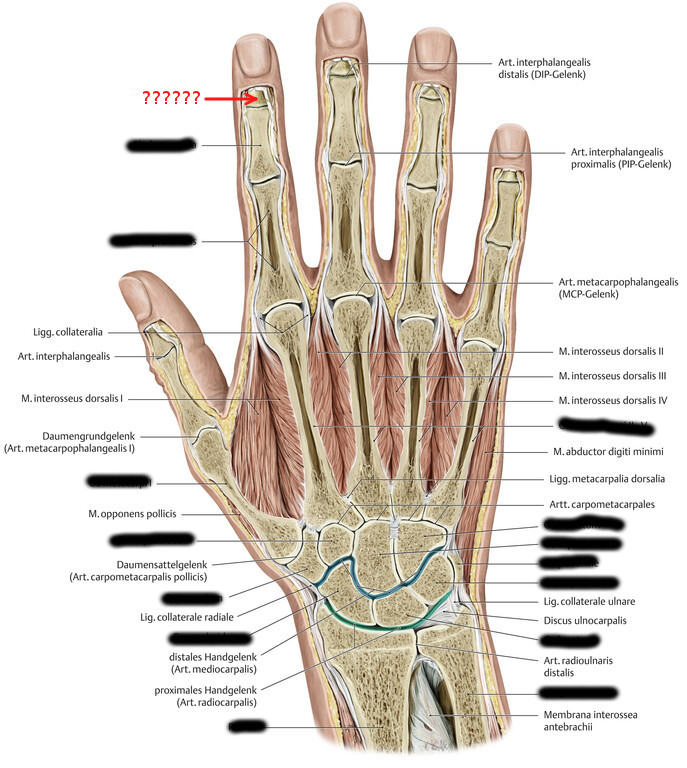 Art. interphalangealis
distalis (DIP-Gelenk)
??????
Art. interphalangealis
proximalis (PIP-Gelenk)
Art. metacarpophalangealis
(MCP-Gelenk)
Ligg. collateralia
Art. interphalangealis
M. interosseus dorsalis I
Daumengrundgelenk
(Art. metacarpophalangealis I)
M. opponens pollicis
Daumensattelgelenk
(Art. carpometacarpalis pollicis)
Lig. collaterale radiale
distales Handgelenk
(Art. mediocarpalis)
proximales Handgelenk
(Art. radiocarpalis)
M. interosseus dorsalis II
M. interosseus dorsalis III
M. interosseus dorsalis IV
M. abductor digiti minimi
Ligg. metacarpalia dorsalia
Artt. carpometacarpales
Lig. collaterale ulnare
Discus ulnocarpalis
Art. radioulnaris
distalis
Membrana interossea
antebrachii